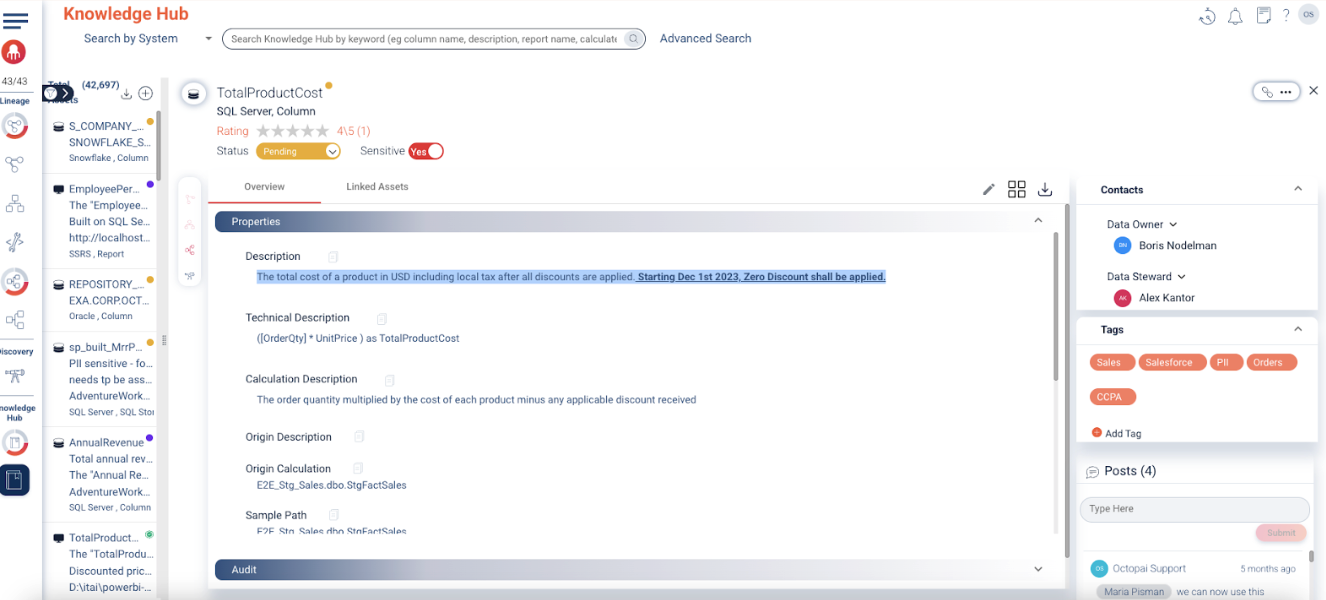 Knowledge Hub
Search by System
Search Knowledge Hub by keyword (eg column name, description, report name, calculate
Advanced Search
?
OS
43/43
Lineage
Discovery
Knowledge
Hub
Total (42,697)
Assets
S_COMPANY_...
SNOWFLAKE_S...
Snowflake , Column
EmployeePer...
The "Employee...
Built on SQL Se...
http://localhost...
SSRS , Report
REPOSITORY_...
EXA.CORP.OCT...
Oracle , Column
sp_built_MrrP...
PII sensitive - fo...
needs tp be ass...
AdventureWork...
SQL Server , SQL Stor
AnnualRevenue
Total annual rev...
The "Annual Re...
AdventureWork...
SQL Server , Column
TotalProduct...
The "TotalProdu...
Discounted pric...
D:\itai\powerbi-...
TotalProductCost
SQL Server, Column
Rating 4\5 (1)
Status Pending Sensitive Yes
Overview Linked Assets
Properties
Description
The total cost of a product in USD including local tax after all discounts are applied. Starting Dec 1st 2023, Zero Discount shall be applied.
Technical Description
([OrderQty] * UnitPrice ) as TotalProductCost
Calculation Description
The order quantity multiplied by the cost of each product minus any applicable discount received
Origin Description
Origin Calculation
E2E_Stg_Sales.dbo.StgFactSales
Sample Path
E2E_Stg_Sales.dbo.StgFactSales
Audit
Contacts
Data Owner
Boris Nodelman
Data Steward
AK Alex Kantor
Tags
Sales Salesforce PII Orders
CCPA
Add Tag
Posts (4)
Type Here
Submit
OS Octopai Support 5 months ago
Maria Pisman we can now use this